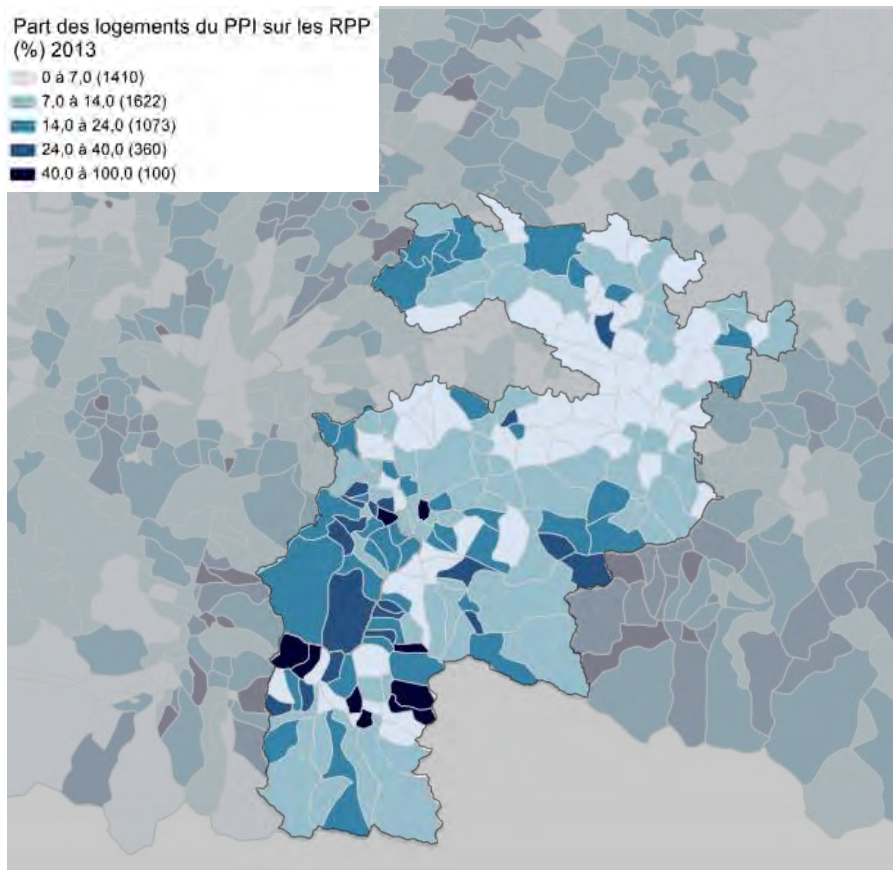 Part des logements du PPI sur les RPP
(%) 2013
0 à 7,0 (1410)
7,0 à 14,0 (1622)
14,0 à 24,0 (1073)
24,0 à 40,0 (360)
40,0 à 100,0 (100)